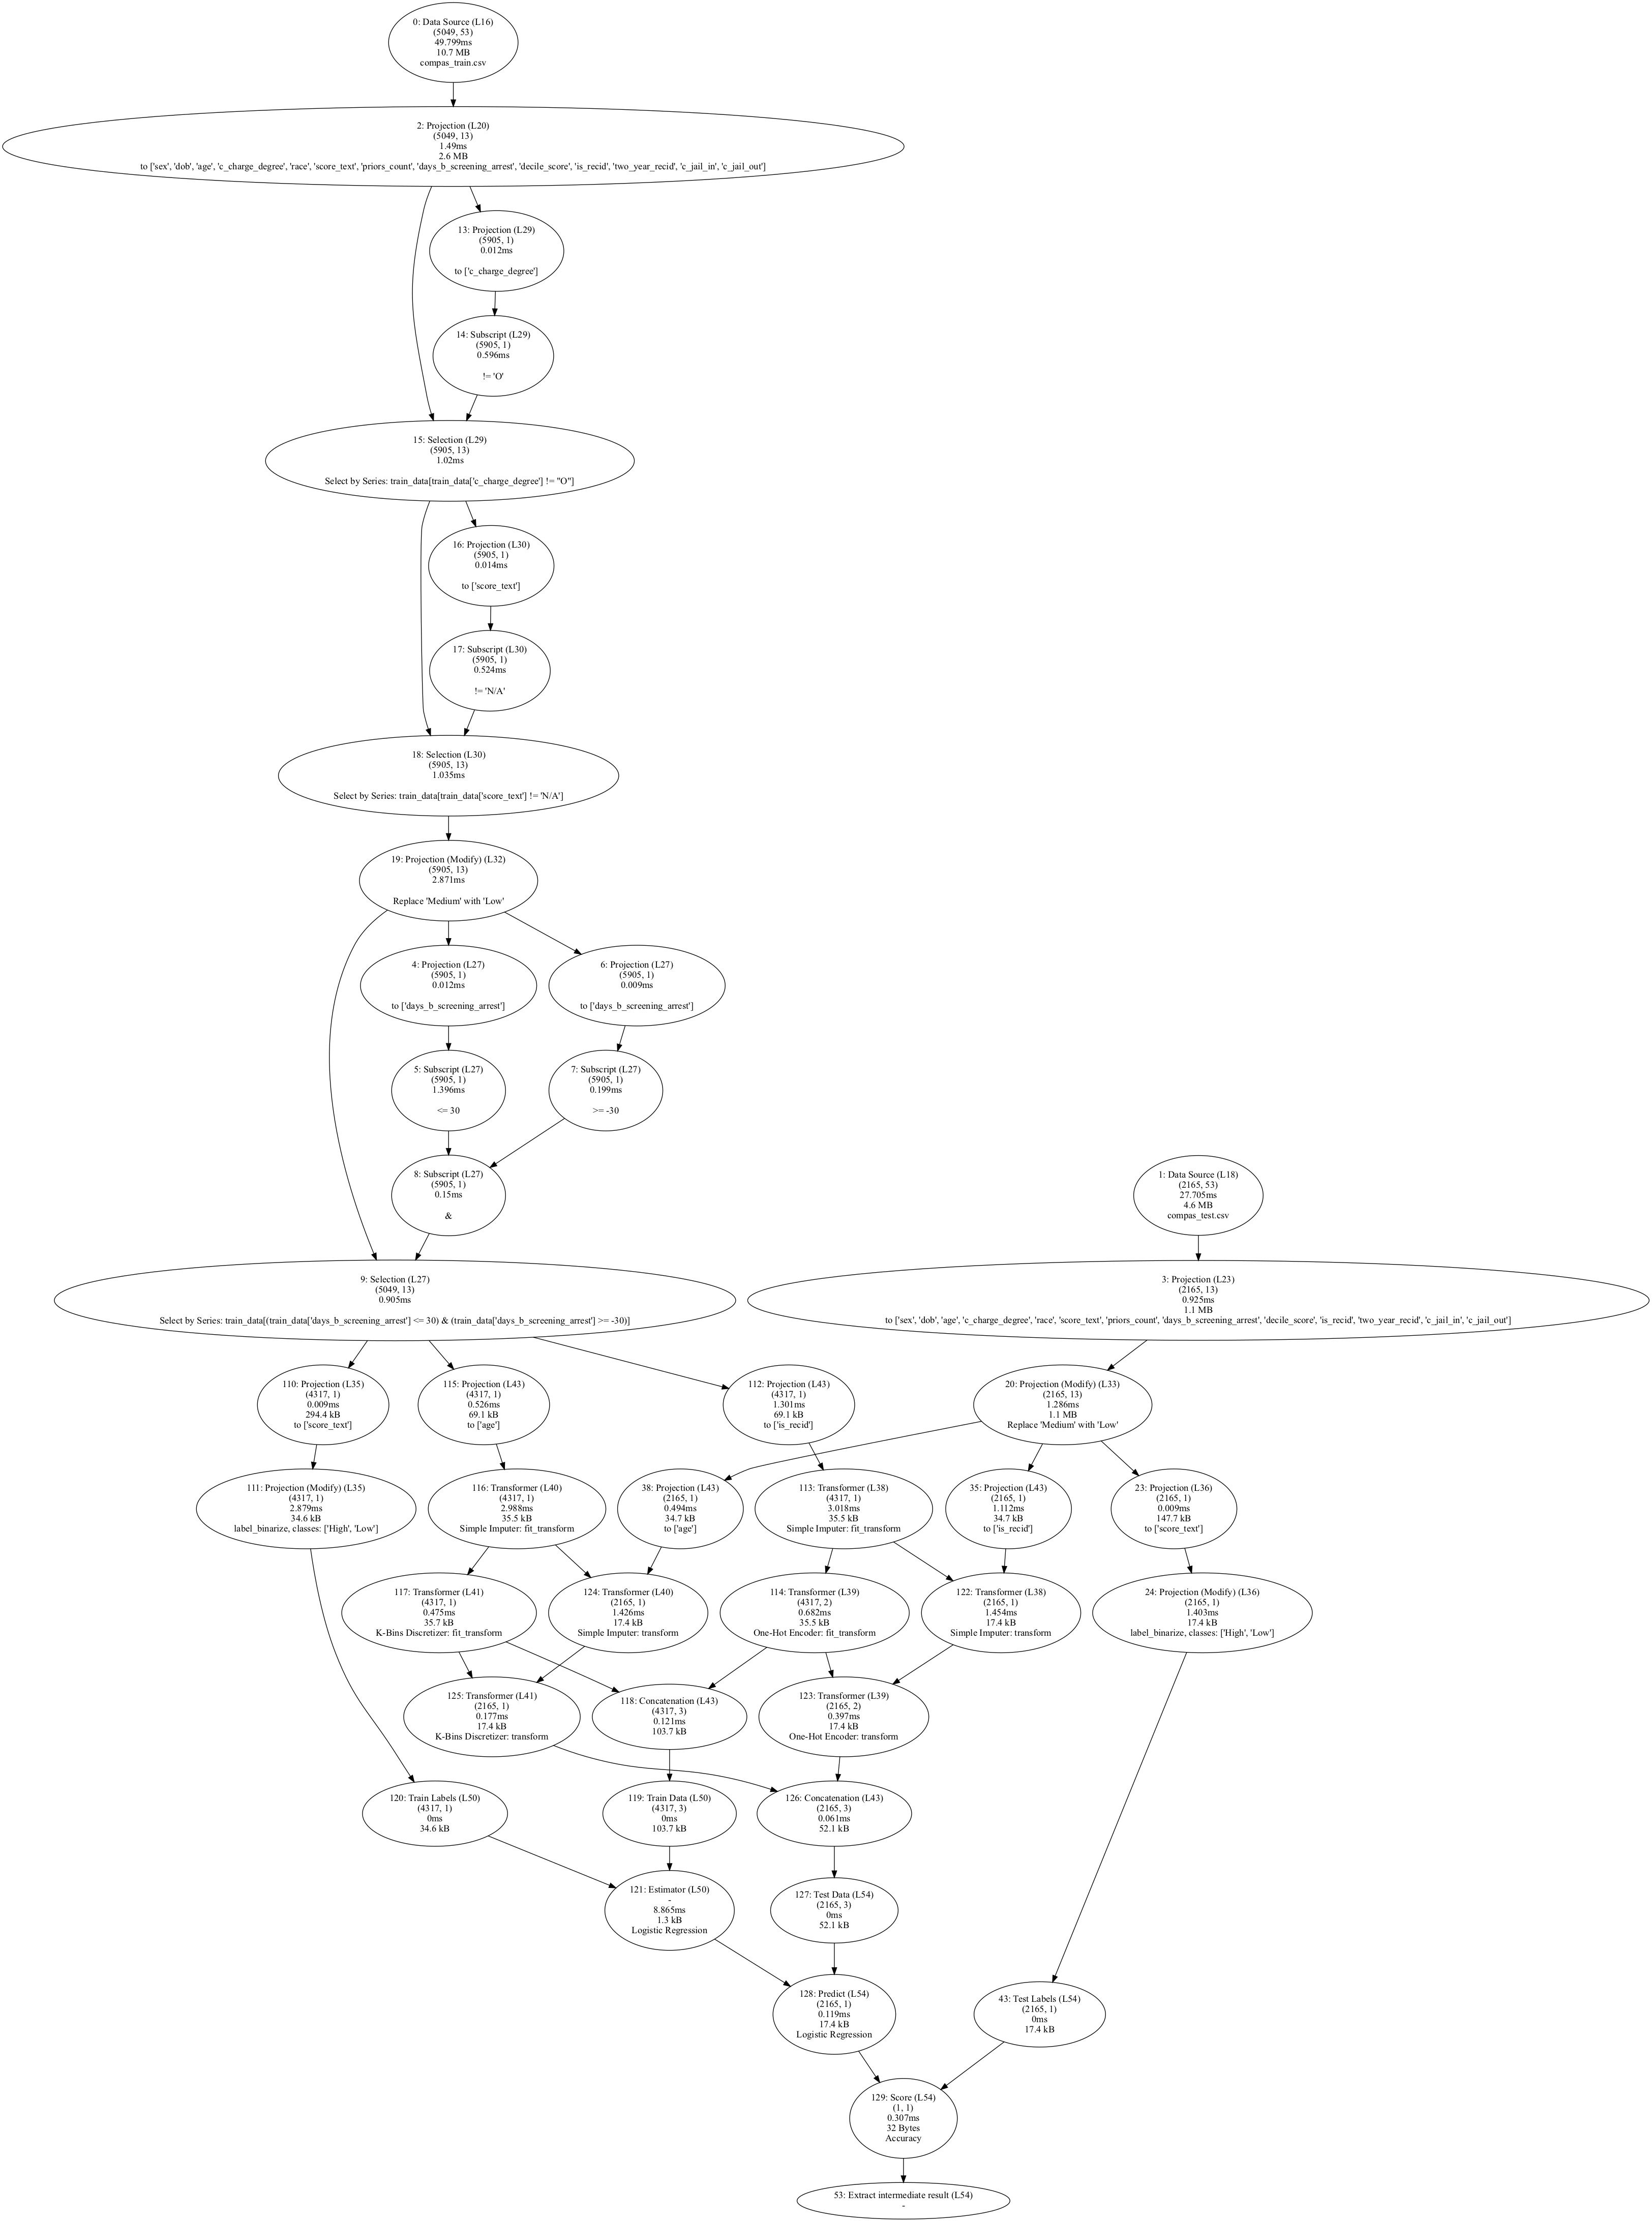 0: Data Source (L16)
(5049, 53)
49.799ms
10.7 MB
compas_train.csv
2: Projection (L20)
(5049, 13)
1.49ms
2.6 MB
to ['sex', 'dob', 'age', 'c_charge_degree', 'race', 'score_text', 'priors_count', 'days_b_screening_arrest', 'decile_score', 'is_recid', 'two_year_recid', 'c_jail_in', 'c_jail_out']
13: Projection (L29)
(5905, 1)
0.012ms
to ['c_charge_degree']
14: Subscript (L29)
(5905, 1)
0.596ms
!= 'O'
15: Selection (L29)
(5905, 13)
1.02ms
Select by Series: train_data[train_data['c_charge_degree'] != "O"]
16: Projection (L30)
(5905, 1)
0.014ms
to ['score_text']
17: Subscript (L30)
(5905, 1)
0.524ms
!= 'N/A'
18: Selection (L30)
(5905, 13)
1.035ms
Select by Series: train_data[train_data['score_text'] != 'N/A']
19: Projection (Modify) (L32)
(5905, 13)
2.871ms
Replace 'Medium' with 'Low'
4: Projection (L27)
(5905, 1)
0.012ms
to ['days_b_screening_arrest']
6: Projection (L27)
(5905, 1)
0.009ms
to ['days_b_screening_arrest']
5: Subscript (L27)
(5905, 1)
1.396ms
<= 30
7: Subscript (L27)
(5905, 1)
0.199ms
>= -30
8: Subscript (L27)
(5905, 1)
0.15ms
&
1: Data Source (L18)
(2165, 53)
27.705ms
4.6 MB
compas_test.csv
9: Selection (L27)
(5049, 13)
0.905ms
Select by Series: train_data[(train_data['days_b_screening_arrest'] <= 30) & (train_data['days_b_screening_arrest'] >= -30)]
3: Projection (L23)
(2165, 13)
0.925ms
1.1 MB
to ['sex', 'dob', 'age', 'c_charge_degree', 'race', 'score_text', 'priors_count', 'days_b_screening_arrest', 'decile_score', 'is_recid', 'two_year_recid', 'c_jail_in', 'c_jail_out']
110: Projection (L35)
(4317, 1)
0.009ms
294.4 kB
to ['score_text']
115: Projection (L43)
(4317, 1)
0.526ms
69.1 kB
to ['age']
112: Projection (L43)
(4317, 1)
1.301ms
69.1 kB
to ['is_recid']
20: Projection (Modify) (L33)
(2165, 13)
1.286ms
1.1 MB
Replace 'Medium' with 'Low'
111: Projection (Modify) (L35)
(4317, 1)
2.879ms
34.6 kB
label_binarize, classes: ['High', 'Low']
116: Transformer (L40)
(4317, 1)
2.988ms
35.5 kB
Simple Imputer: fit_transform
38: Projection (L43)
(2165, 1)
0.494ms
34.7 kB
to ['age']
113: Transformer (L38)
(4317, 1)
3.018ms
35.5 kB
Simple Imputer: fit_transform
35: Projection (L43)
(2165, 1)
1.112ms
34.7 kB
to ['is_recid']
23: Projection (L36)
(2165, 1)
0.009ms
147.7 kB
to ['score_text']
117: Transformer (L41)
(4317, 1)
0.475ms
35.7 kB
K-Bins Discretizer: fit_transform
124: Transformer (L40)
(2165, 1)
1.426ms
17.4 kB
Simple Imputer: transform
114: Transformer (L39)
(4317, 2)
0.682ms
35.5 kB
One-Hot Encoder: fit_transform
122: Transformer (L38)
(2165, 1)
1.454ms
17.4 kB
Simple Imputer: transform
24: Projection (Modify) (L36)
(2165, 1)
1.403ms
17.4 kB
label_binarize, classes: ['High', 'Low']
125: Transformer (L41)
(2165, 1)
0.177ms
17.4 kB
K-Bins Discretizer: transform
118: Concatenation (L43)
(4317, 3)
0.121ms
103.7 kB
123: Transformer (L39)
(2165, 2)
0.397ms
17.4 kB
One-Hot Encoder: transform
120: Train Labels (L50)
(4317, 1)
0ms
34.6 kB
119: Train Data (L50)
(4317, 3)
0ms
103.7 kB
126: Concatenation (L43)
(2165, 3)
0.061ms
52.1 kB
121: Estimator (L50)
-
8.865ms
1.3 kB
Logistic Regression
127: Test Data (L54)
(2165, 3)
0ms
52.1 kB
128: Predict (L54)
(2165, 1)
0.119ms
17.4 kB
Logistic Regression
43: Test Labels (L54)
(2165, 1)
0ms
17.4 kB
129: Score (L54)
(1, 1)
0.307ms
32 Bytes
Accuracy
53: Extract intermediate result (L54)
-